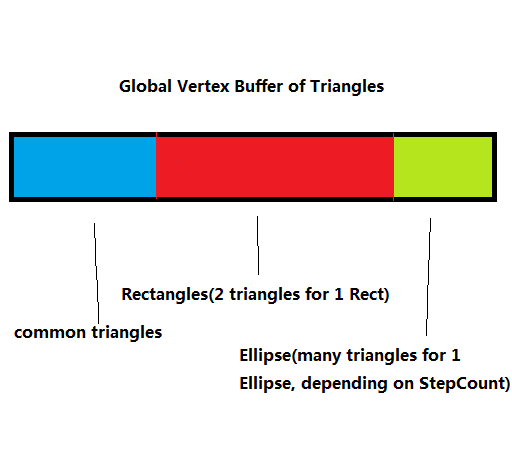 Global Vertex Buffer of Triangles
Rectangles(2 triangles for 1 Rect)
common triangles
Ellipse(many triangles for 1
Ellipse, depending on StepCount)